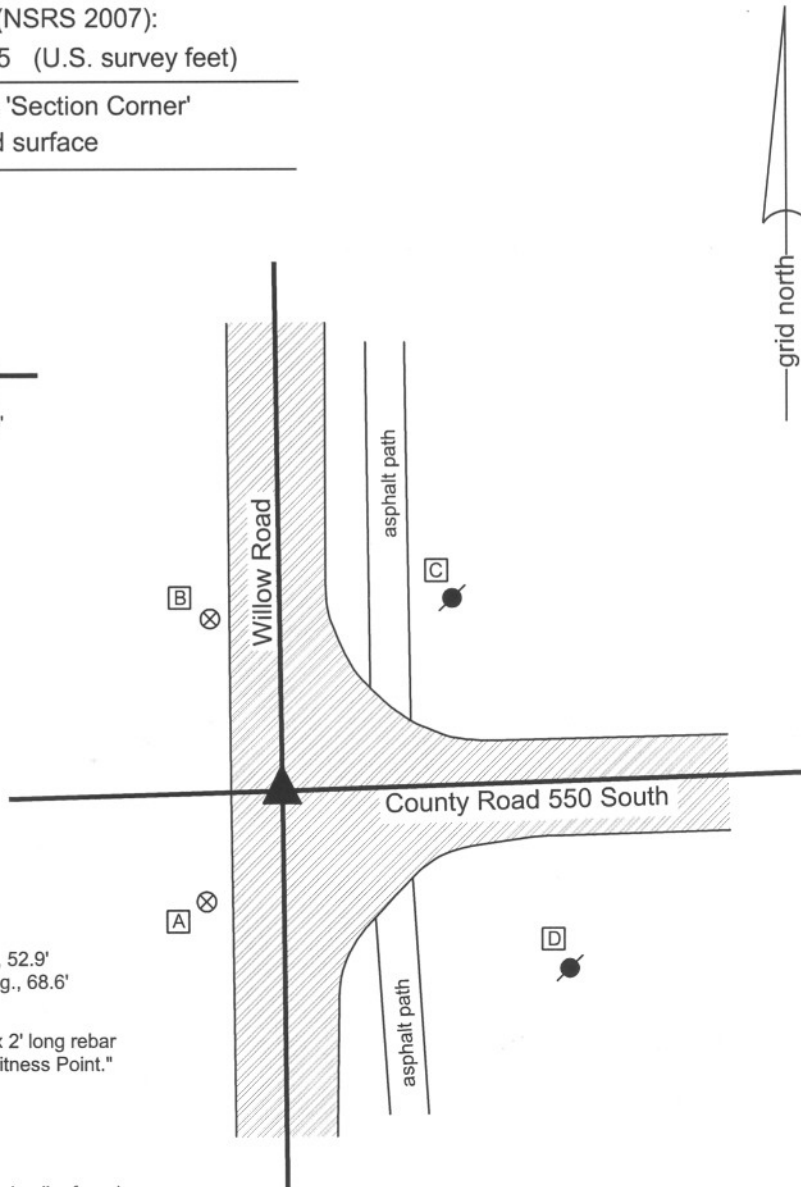 (NSRS 2007):
5 (U.S. survey feet)
'Section Corner'
d surface
grid north
asphalt path
Willow Road
B
C
County Road 550 South
A
D
, 52.9'
g., 68.6'
x 2' long rebar
itness Point."
asphalt path